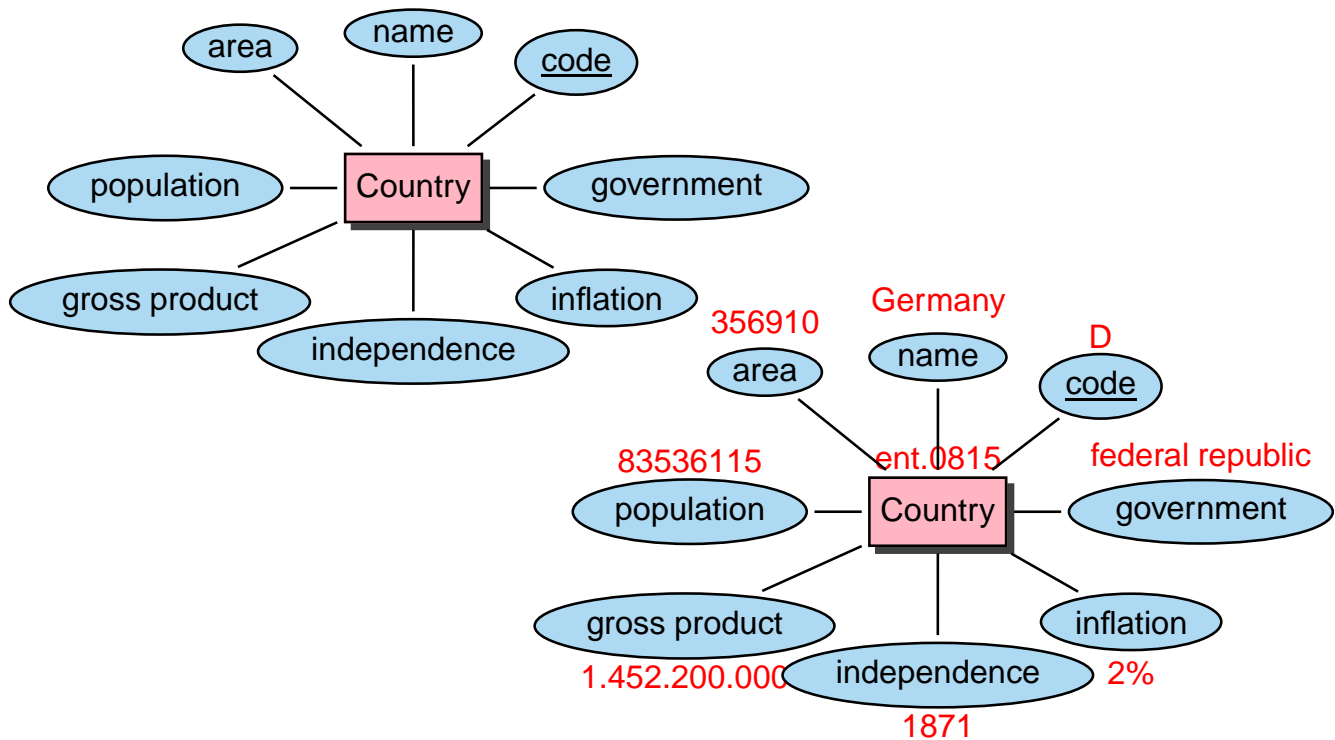 name
area
code
population
Country
government
gross product
inflation
independence
Germany
356910
D
name
area
code
ent.0815
83536115
federal republic
population
Country
government
gross product
inflation
1.452.200.000
independence
2%
1871